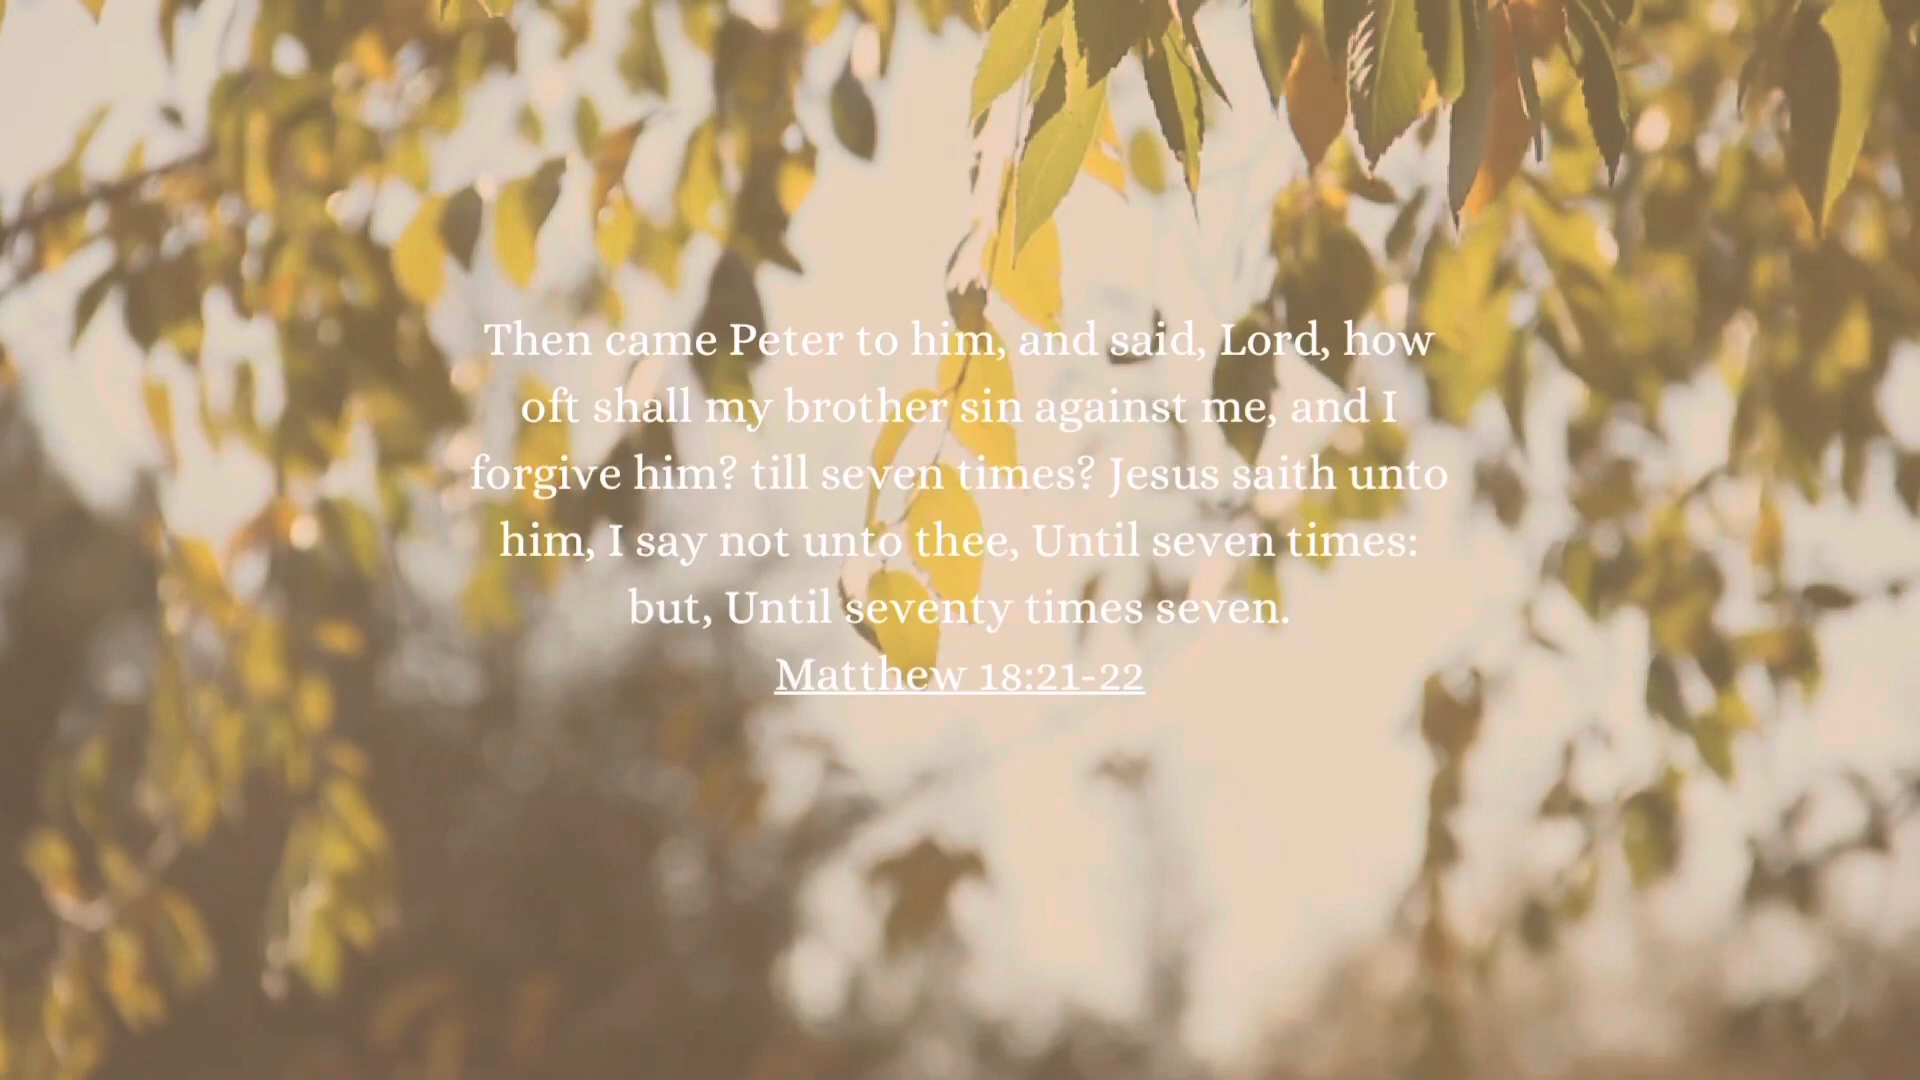 Then came Peter to him, and said, Lord, how
oft shall my brother sin against me, and I
forgive him? till seven times? Jesus saith unto
him, I say not unto thee, Until seven times:
but, Until seventy times seven.
Matthew 18:21-22